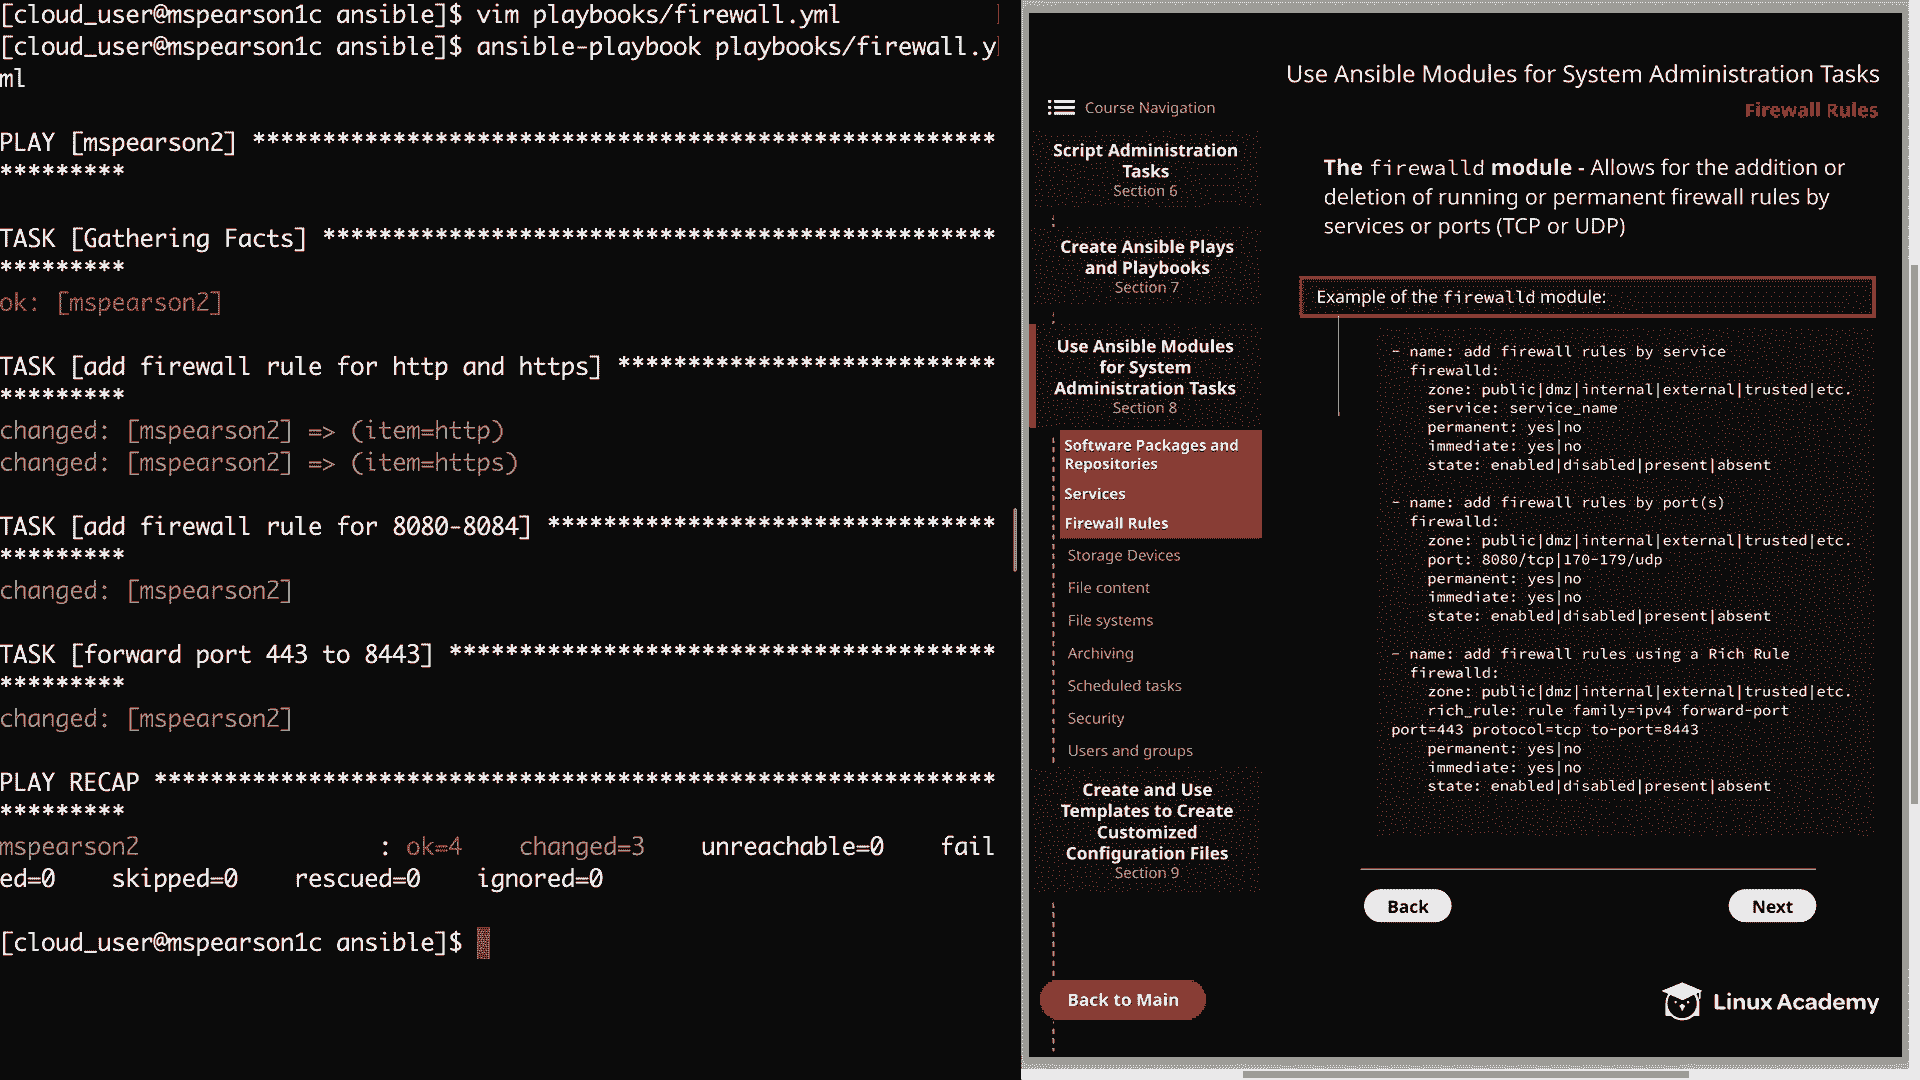 [cloud_user@mspearson1c ansible]$ vim playbooks/firewall.yml
[cloud_user@mspearson1c ansible]$ ansible-playbook playbooks/firewall.y
ml
PLAY [mspearson2] *****************************************************
*********
TASK [Gathering Facts] ************************************************
*********
ok: [mspearson2]
TASK [add firewall rule for http and https] ***************************
*********
changed: [mspearson2] => (item=http)
changed: [mspearson2] => (item=https)
TASK [add firewall rule for 8080-8084] ********************************
*********
changed: [mspearson2]
TASK [forward port 443 to 8443] ***************************************
*********
changed: [mspearson2]
PLAY RECAP ************************************************************
*********
mspearson2                 : ok=4    changed=3    unreachable=0    fail
ed=0    skipped=0    rescued=0    ignored=0
[cloud_user@mspearson1c ansible]$
Use Ansible Modules for System Administration Tasks
Firewall Rules
Course Navigation
Script Administration
Tasks
Section 6
Create Ansible Plays
and Playbooks
Section 7
Use Ansible Modules
for System
Administration Tasks
Section 8
Software Packages and
Repositories
Services
Firewall Rules
Storage Devices
File content
File systems
Archiving
Scheduled tasks
Security
Users and groups
Create and Use
Templates to Create
Customized
Configuration Files
Section 9
Back to Main
The firewalld module - Allows for the addition or
deletion of running or permanent firewall rules by
services or ports (TCP or UDP)
Example of the firewalld module:
- name: add firewall rules by service
  firewalld:
    zone: public|dmz|internal|external|trusted|etc.
    service: service_name
    permanent: yes|no
    immediate: yes|no
    state: enabled|disabled|present|absent
- name: add firewall rules by port(s)
  firewalld:
    zone: public|dmz|internal|external|trusted|etc.
    port: 8080/tcp|170-179/udp
    permanent: yes|no
    immediate: yes|no
    state: enabled|disabled|present|absent
- name: add firewall rules using a Rich Rule
  firewalld:
    zone: public|dmz|internal|external|trusted|etc.
    rich_rule: rule family=ipv4 forward-port
port=443 protocol=tcp to-port=8443
    permanent: yes|no
    immediate: yes|no
    state: enabled|disabled|present|absent
Back
Next
Linux Academy